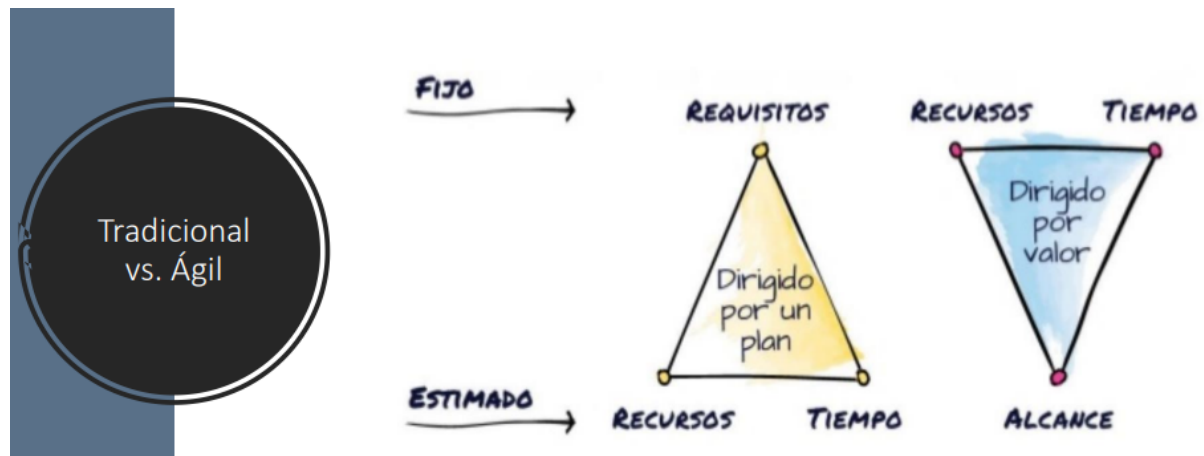 Tradicional
vs. Ágil
FIJO
REQUISITOS
RECURSOS
TIEMPO
Dirigido
por un
plan
Dirigido
por
valor
ESTIMADO
RECURSOS
TIEMPO
ALCANCE